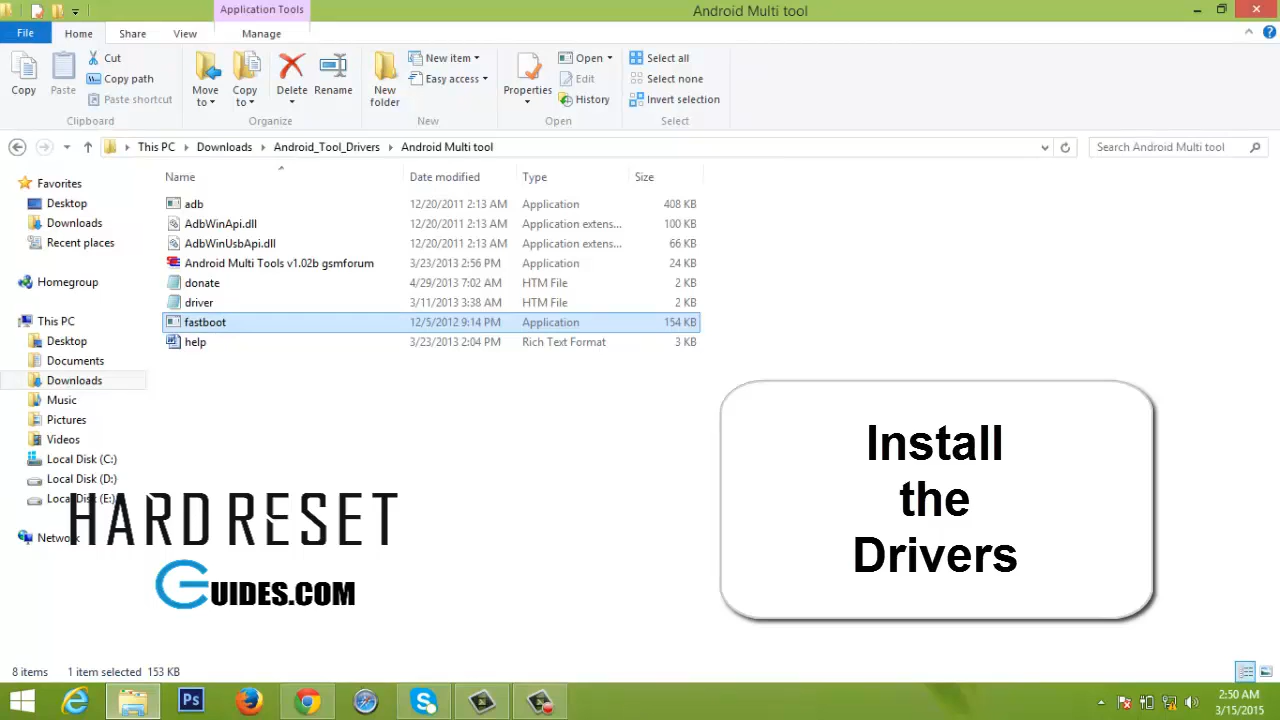 Application Tools
Android Multi tool
File Home Share View Manage
Copy
Paste
Cut
Copy path
Paste shortcut
Clipboard
Move to
Copy to
Delete
Rename
Organize
New folder
New item
Easy access
New
Properties
Open
Edit
History
Open
Select all
Select none
Invert selection
Select
This PC Downloads Android_Tool_Drivers Android Multi tool
Search Android Multi tool
Name Date modified Type Size
adb 12/20/2011 2:13 AM Application 408 KB
AdbWinApi.dll 12/20/2011 2:13 AM Application extens... 100 KB
AdbWinUsbApi.dll 12/20/2011 2:13 AM Application extens... 66 KB
Android Multi Tools v1.02b gsmforum 3/23/2013 2:56 PM Application 24 KB
donate 4/29/2013 7:02 AM HTM File 2 KB
driver 3/11/2013 3:38 AM HTM File 2 KB
fastboot 12/5/2012 9:14 PM Application 154 KB
help 3/23/2013 2:04 PM Rich Text Format 3 KB
Favorites
Desktop
Downloads
Recent places
Homegroup
This PC
Desktop
Documents
Downloads
Music
Pictures
Videos
Local Disk (C:)
Local Disk (D:)
Local Disk (E:)
Network
HARD RESET
GUIDES.COM
Install
the
Drivers
8 items 1 item selected 153 KB
Ps
2:50 AM
3/15/2015